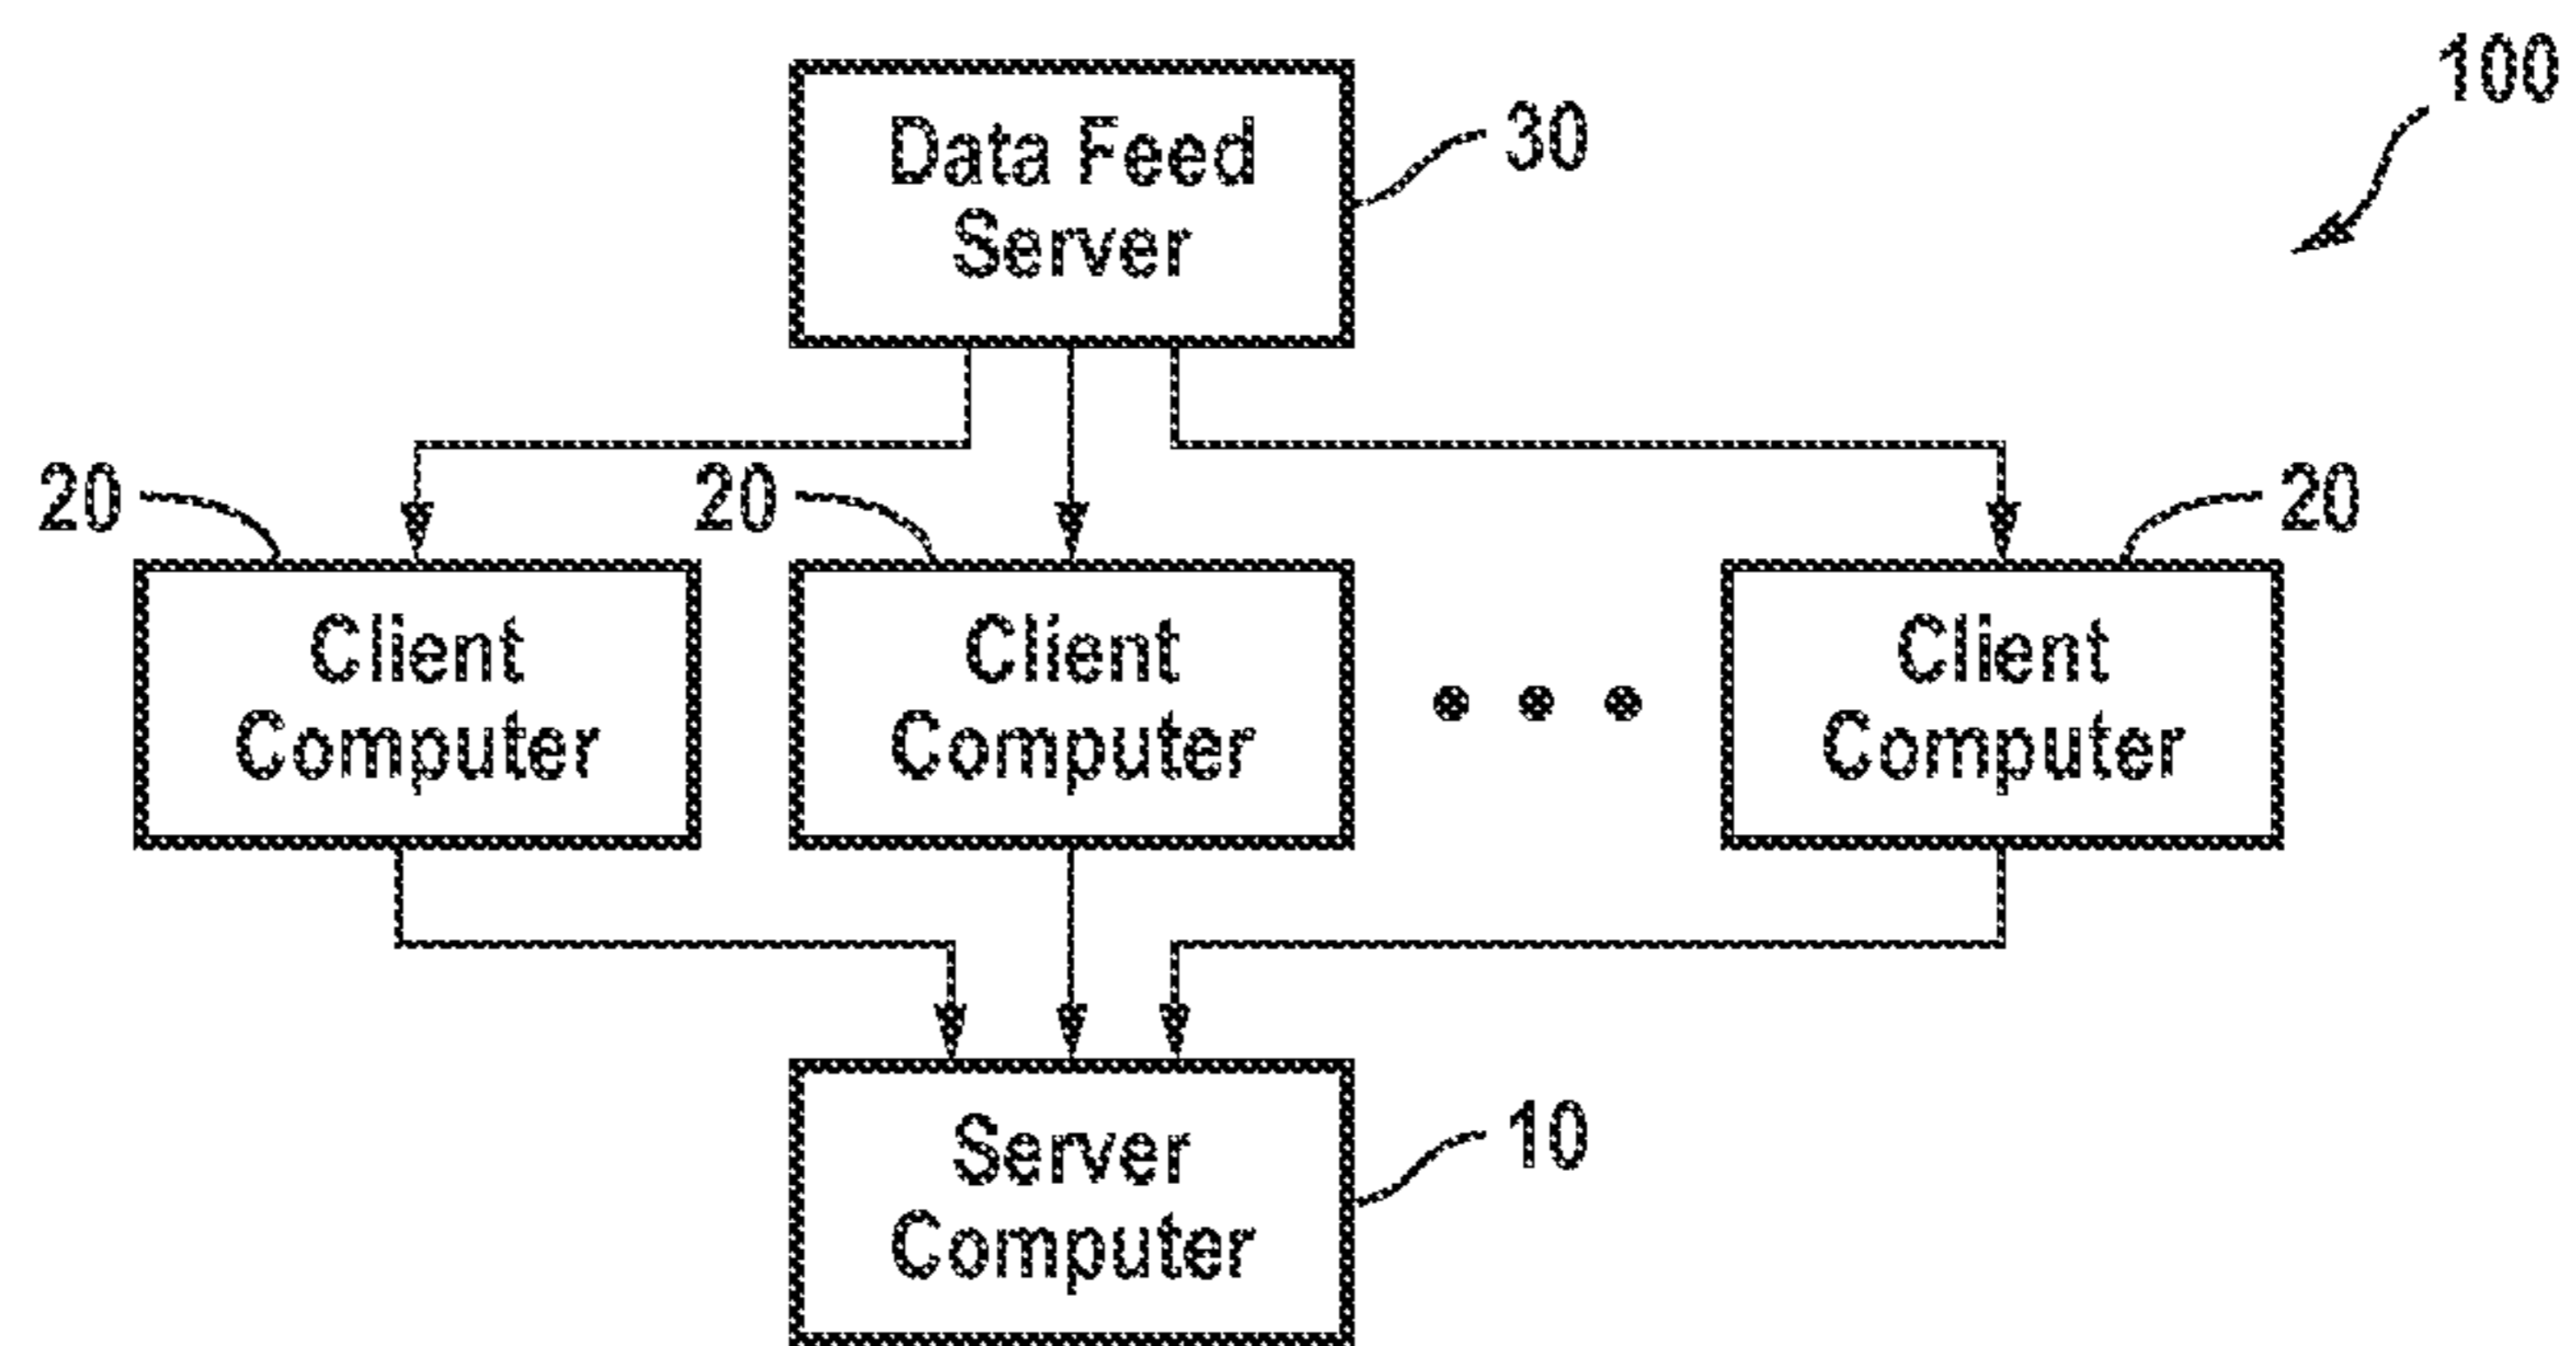 100
Data Feed
Server
30
20
20
20
Client
Computer
Client
Computer
Client
Computer
Server
Computer
10